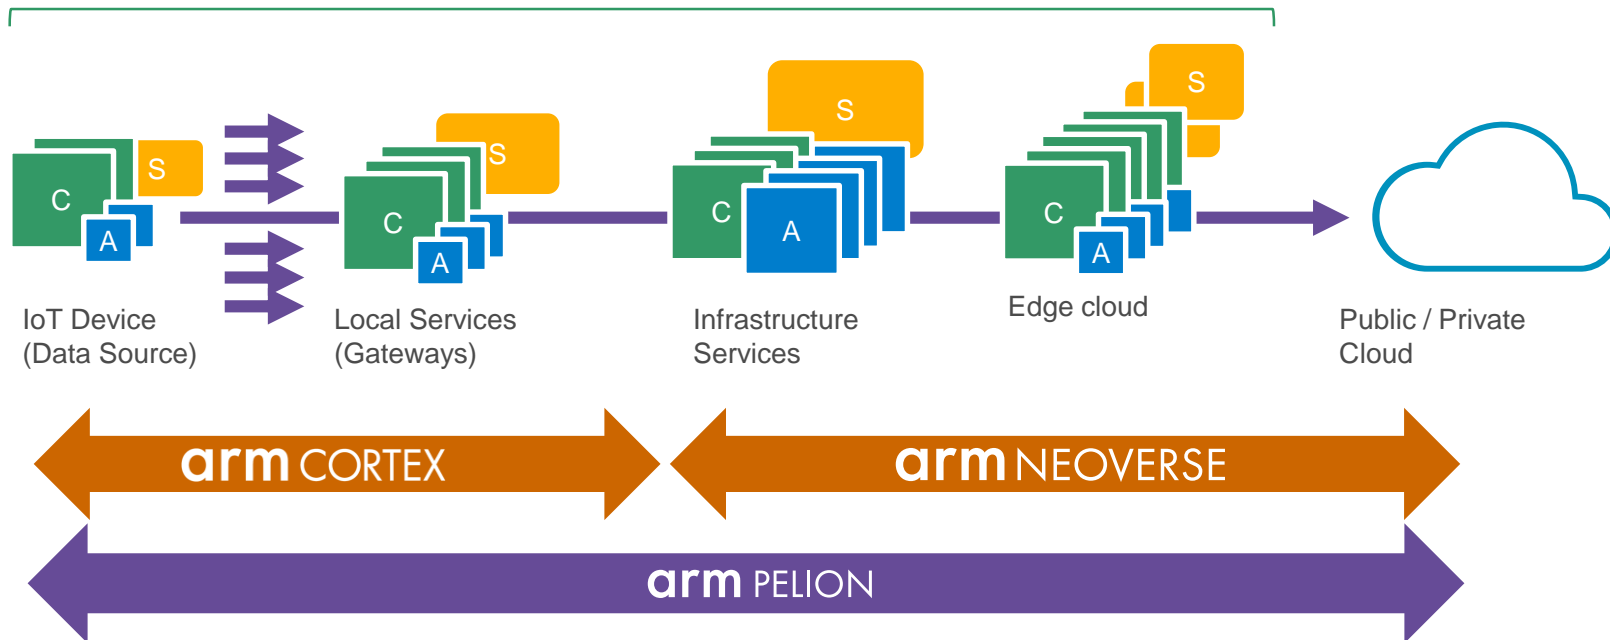 S
S
S
S
C
A
C
A
C
A
C
A
IoT Device
(Data Source)
Local Services
(Gateways)
Infrastructure
Services
Edge cloud
Public / Private
Cloud
arm CORTEX
arm NEOVERSE
arm PELION